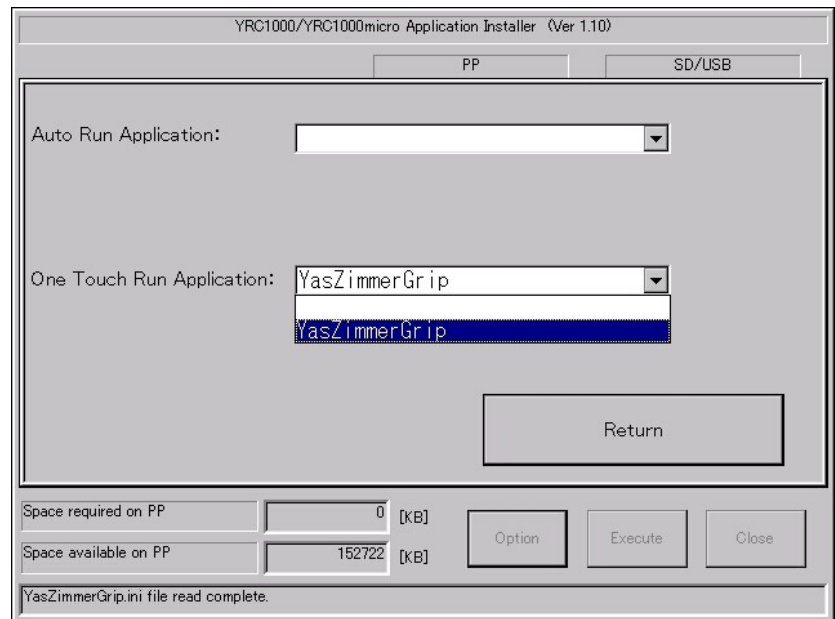 YRC1000/YRC1000micro Application Installer (Ver 1.10)
PP SD/USB
Auto Run Application:
One Touch Run Application: YasZimmerGrip
YasZimmerGrip
Return
Space required on PP 0 [KB]
Space available on PP 152722 [KB]
Option Execute Close
YasZimmerGrip.ini file read complete.